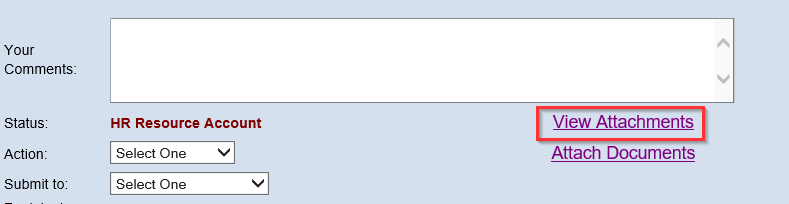 Your
Comments:
Status: HR Resource Account View Attachments
Action: Select One Attach Documents
Submit to: Select One